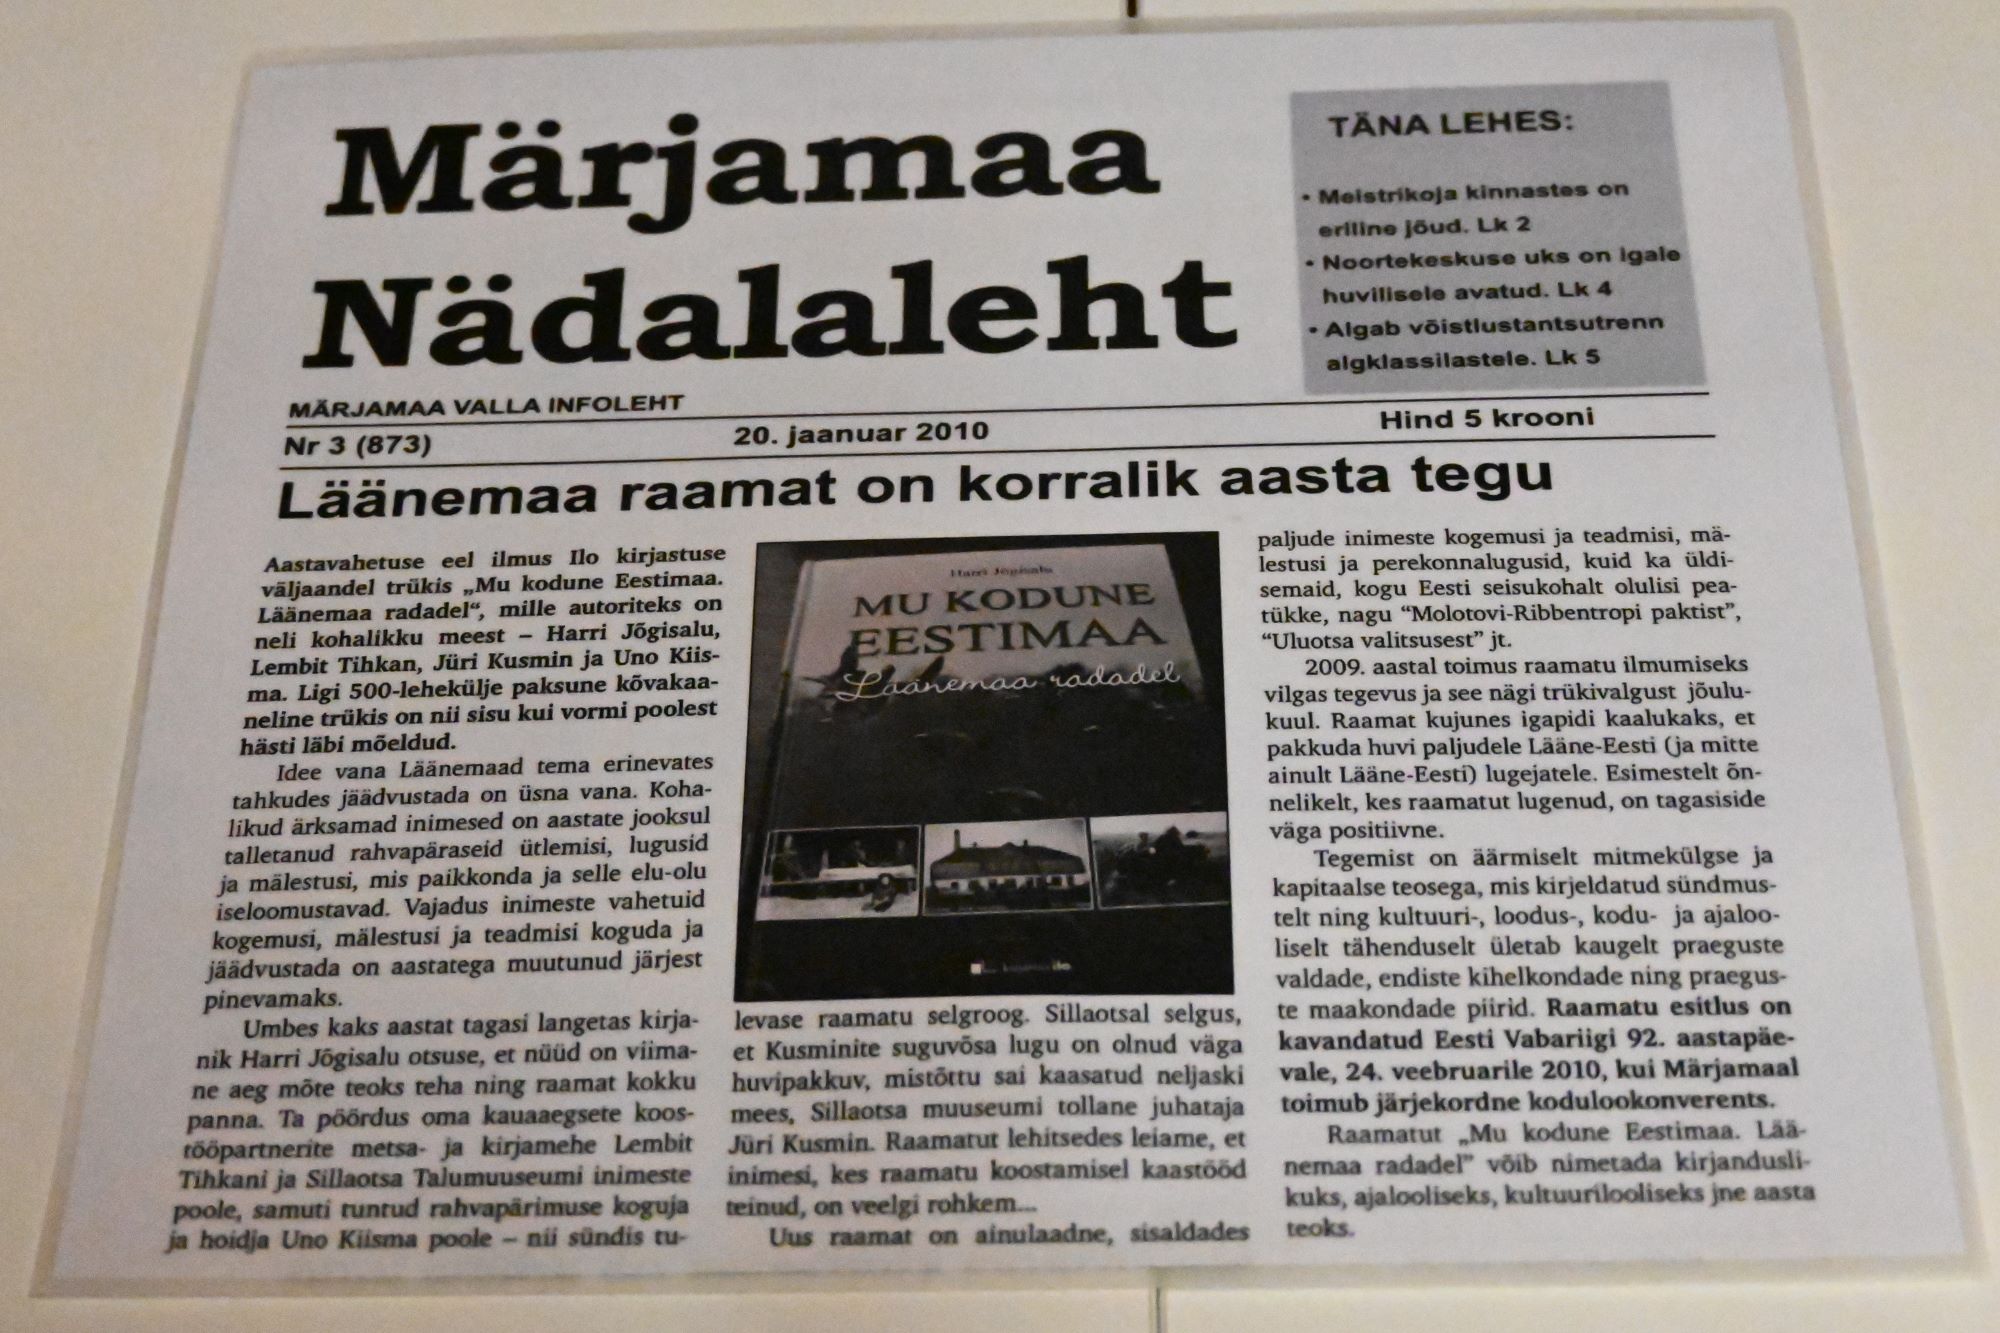 Märjamaa
Nädalaleht
TÄNA LEHES:
• Meistrikoja kinnastes on
eriline jõud. Lk 2
• Noortekeskuse uks on igale
huvilisele avatud. Lk 4
• Algab võistlustantsutrenn
algklassilastele. Lk 5
MÄRJAMAA VALLA INFOLEHT
Nr 3 (873) 20. jaanuar 2010 Hind 5 krooni
Läänemaa raamat on korralik aasta tegu
Aastavahetuse eel ilmus Ilo kirjastuse
väljaandel trükis „Mu kodune Eestimaa.
Läänemaa radadel“, mille autoriteks on
neli kohalikku meest – Harri Jõgisalu,
Lembit Tihkan, Jüri Kusmin ja Uno Kiis-
ma. Ligi 500-lehekülje paksune kõvakaa-
neline trükis on nii sisu kui vormi poolest
hästi läbi mõeldud.
Idee vana Läänemaad tema erinevates
tahkudes jäädvustada on üsna vana. Koha-
likud ärksamad inimesed on aastate jooksul
talletanud rahvapäraseid ütlemisi, lugusid
ja mälestusi, mis paikkonda ja selle elu-olu
iseloomustavad. Vajadus inimeste vahetuid
kogemusi, mälestusi ja teadmisi koguda ja
jäädvustada on aastatega muutunud järjest
pinevamaks.
Umbes kaks aastat tagasi langetas kirja-
nik Harri Jõgisalu otsuse, et nüüd on viima-
ne aeg mõte teoks teha ning raamat kokku
panna. Ta pöördus oma kauaaegsete koos-
tööpartnerite metsa- ja kirjamehe Lembit
Tihkani ja Sillaotsa Talumuuseumi inimeste
poole, samuti tuntud rahvapärimuse koguja
ja hoidja Uno Kiisma poole – nii sündis tu-
Harri Jõgisalu
MU KODUNE
EESTIMAA
Läänemaa radadel
levase raamatu selgroog. Sillaotsal selgus,
et Kusminite suguvõsa lugu on olnud väga
huvipakkuv, mistõttu sai kaasatud neljaski
mees, Sillaotsa muuseumi tollane juhataja
Jüri Kusmin. Raamatut lehitsedes leiame, et
inimesi, kes raamatu koostamisel kaastööd
teinud, on veelgi rohkem...
Uus raamat on ainulaadne, sisaldades
paljude inimeste kogemusi ja teadmisi, mä-
lestusi ja perekonnalugusid, kuid ka üldi-
semaid, kogu Eesti seisukohalt olulisi pea-
tükke, nagu “Molotovi-Ribbentropi paktist”,
“Uluotsa valitsusest” jt.
2009. aastal toimus raamatu ilmumiseks
vilgas tegevus ja see nägi trükivalgust jõulu-
kuul. Raamat kujunes igapidi kaalukaks, et
pakkuda huvi paljudele Lääne-Eesti (ja mitte
ainult Lääne-Eesti) lugejatele. Esimestelt õn-
nelikelt, kes raamatut lugenud, on tagasiside
väga positiivne.
Tegemist on äärmiselt mitmekülgse ja
kapitaalse teosega, mis kirjeldatud sündmus-
telt ning kultuuri-, loodus-, kodu- ja ajaloo-
liselt tähenduselt ületab kaugelt praeguste
valdade, endiste kihelkondade ning praegus-
te maakondade piirid. Raamatu esitlus on
kavandatud Eesti Vabariigi 92. aastapäe-
vale, 24. veebruarile 2010, kui Märjamaal
toimub järjekordne kodulookonverents.
Raamatut „Mu kodune Eestimaa. Lää-
nemaa radadel” võib nimetada kirjandusli-
kuks, ajalooliseks, kultuurilooliseks jne aasta
teoks.